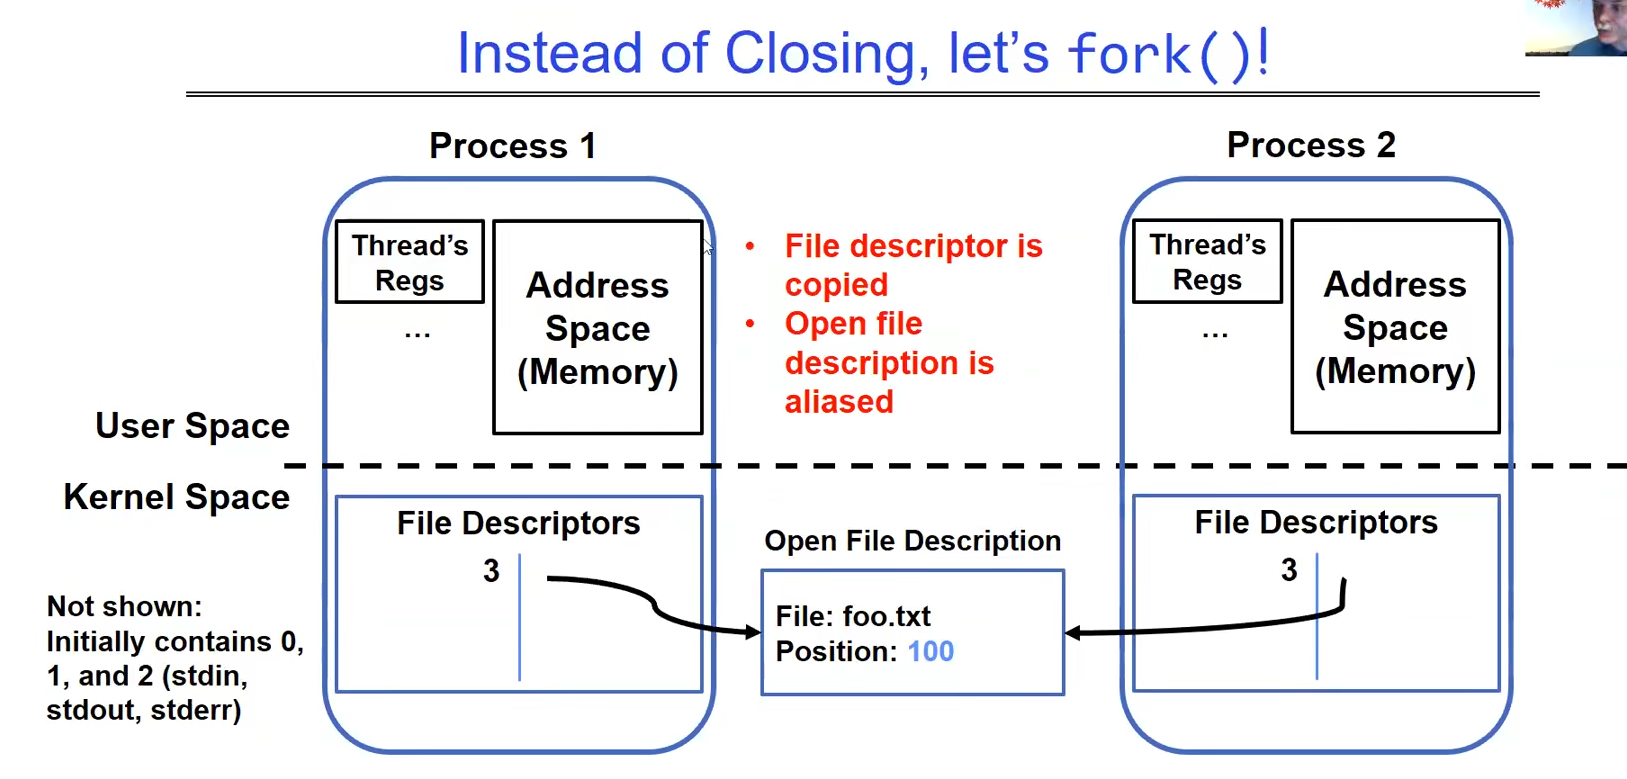 Instead of Closing, let's fork()!
Process 1
Process 2
Thread's
Regs
...
Address
Space
(Memory)
• File descriptor is
copied
• Open file
description is
aliased
Thread's
Regs
...
Address
Space
(Memory)
User Space
Kernel Space
File Descriptors
3
Open File Description
File: foo.txt
Position: 100
File Descriptors
3
Not shown:
Initially contains 0,
1, and 2 (stdin,
stdout, stderr)